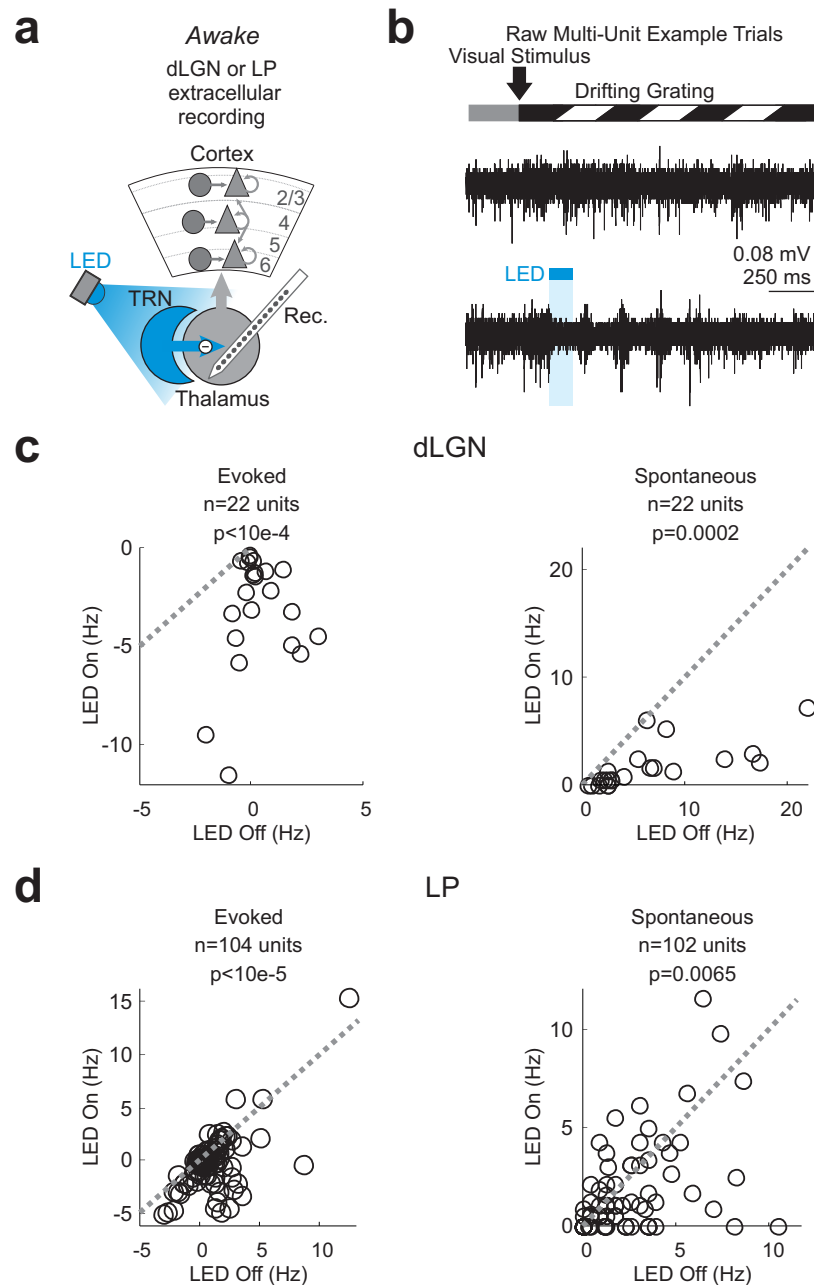 a
Awake
dLGN or LP
extracellular
recording
Cortex
2/3
4
5
6
LED
TRN
Rec.
Thalamus
b
Raw Multi-Unit Example Trials
Visual Stimulus
Drifting Grating
0.08 mV
250 ms
LED
c
dLGN
Evoked
n=22 units
p<10e-4
0
-5
-10
LED On (Hz)
-5
0
5
LED Off (Hz)
Spontaneous
n=22 units
p=0.0002
20
10
0
LED On (Hz)
0
10
20
LED Off (Hz)
d
LP
Evoked
n=104 units
p<10e-5
15
10
5
0
-5
LED On (Hz)
-5
0
5
10
LED Off (Hz)
Spontaneous
n=102 units
p=0.0065
10
5
0
LED On (Hz)
0
5
10
LED Off (Hz)